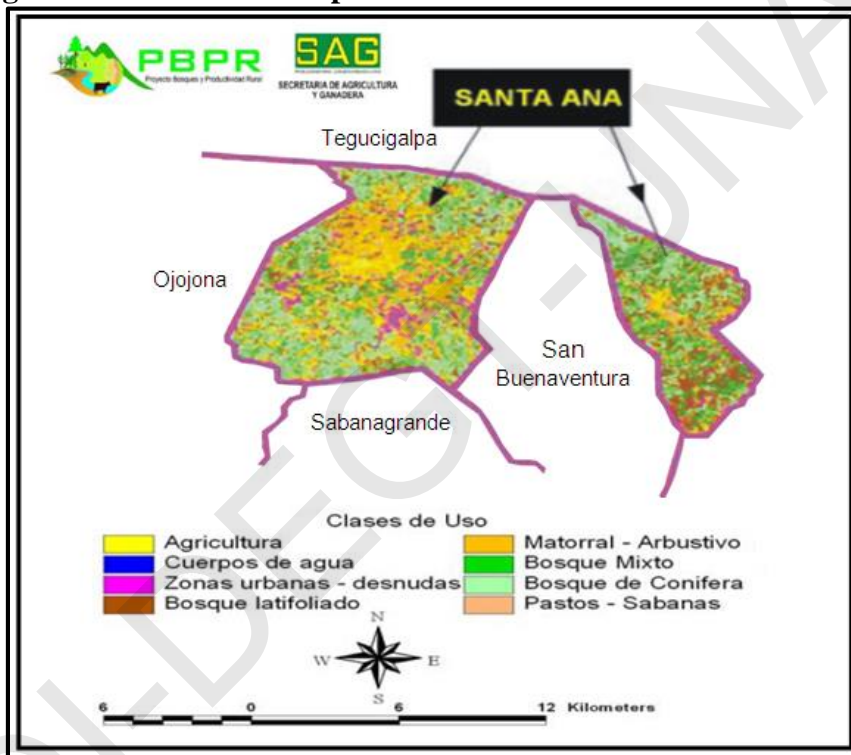 PBPR
Proyecto Bosques y Productividad Rural
SAG
SECRETARIA DE AGRICULTURA
Y GANADERA
SANTA ANA
Tegucigalpa
Ojojona
San
Buenaventura
Sabanagrande
Clases de Uso
Agricultura
Cuerpos de agua
Zonas urbanas - desnudas
Bosque latifoliado
Matorral - Arbustivo
Bosque Mixto
Bosque de Conifera
Pastos - Sabanas
N
W E
S
6 0 6 12 Kilometers